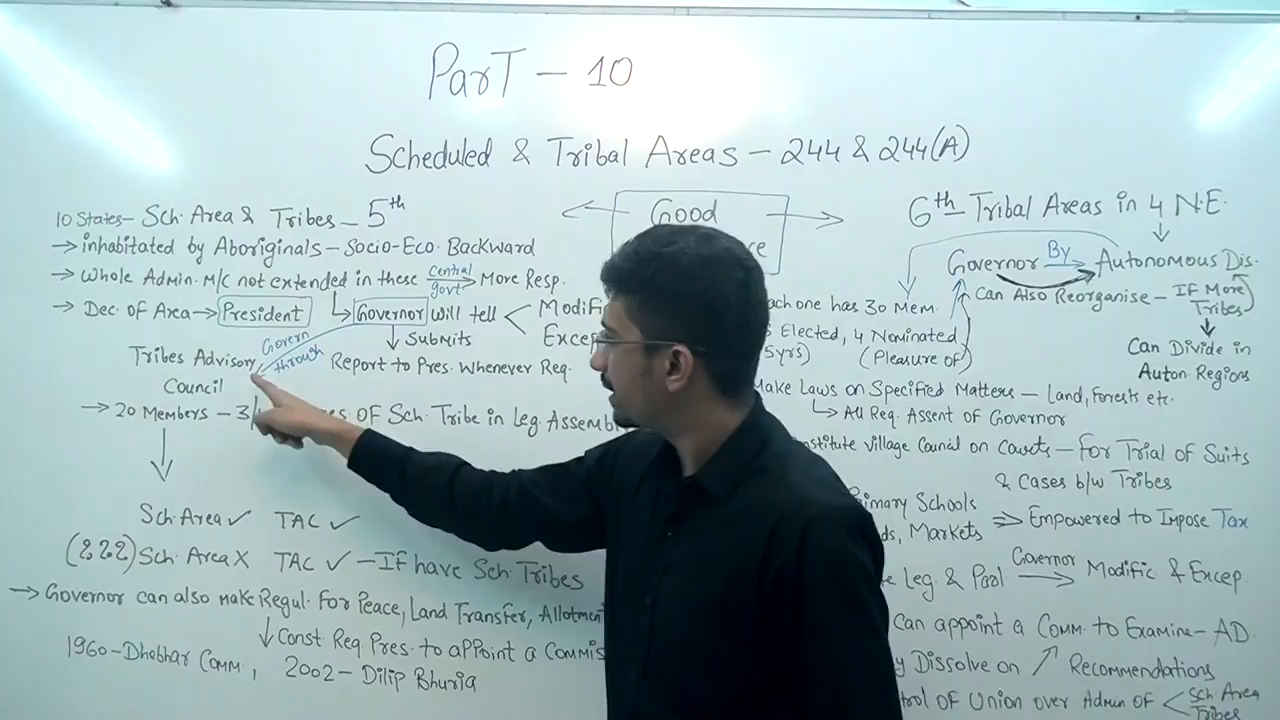 ParT - 10
Scheduled & Tribal Areas - 244 & 244(A)
10 States- Sch. Area & Tribes - 5th
→ inhabitated by Aboriginals - Socio-Eco. Backward
→ Whole Admin. M/c not extended in these Central govt → More Resp.
→ Dec. of Area → President Governor Will tell < Modific
Excep
Submits
Govern through
Tribes Advisory Council
Report to Pres. Whenever Req.
→ 20 Members - 3/ OF Sch. Tribe in Leg. Assemb
Sch. Area ✓ TAC ✓
Sch. Area X TAC ✓ - IF have Sch. Tribes
→ Governor can also make Regul. For Peace, Land Transfer, Allotment
Const Req Pres. to appoint a Commis
1960 - Dhebhar Comm, 2002 - Dilip Bhuria
Good
6th - Tribal Areas in 4 N.E.
Governor By → Autonomous Dis.
Can Also Reorganise - IF More Tribes
Can Divide in Auton. Regions
ach one has 30 Mem.
Elected, 4 Nominated
5yrs) (Pleasure of)
Make Laws on Specified Matters - Land, Forests etc.
All Req. Assent of Governor
nstitute Village Council on Courts - For Trial of Suits
& Cases b/w Tribes
Primary Schools
ds, Markets ⇒ Empowered to Impose Tax
Leg. & Parl Governor → Modific & Excep.
Can appoint a Comm. to Examine - AD
y Dissolve on Recommendations
trol of Union over Admin of < Sch. Area
Tribes